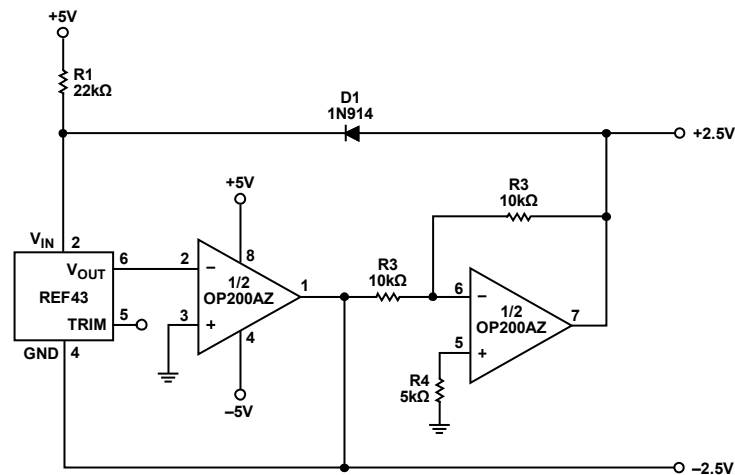 +5V
R1
22kΩ
D1
1N914
+2.5V
+5V
R3
10kΩ
VIN 2
VOUT
6
REF43
TRIM
5
GND
4
2
–
8
1/2
OP200AZ
1
3
+
4
–5V
R3
10kΩ
6
–
1/2
OP200AZ
7
5
+
R4
5kΩ
–2.5V